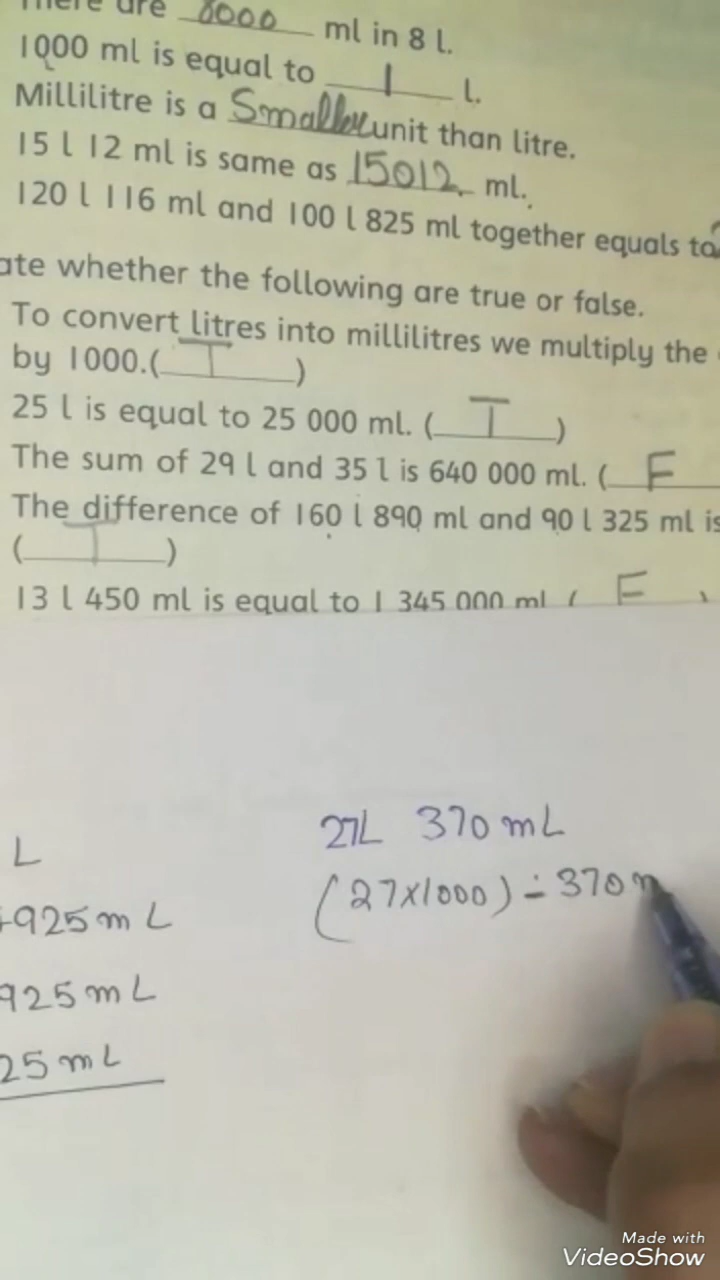 There are 8000 ml in 8 l.
1000 ml is equal to 1 l.
Millilitre is a Smaller unit than litre.
15 l 12 ml is same as 15012 ml.
120 l 116 ml and 100 l 825 ml together equals to
ate whether the following are true or false.
To convert litres into millilitres we multiply the
by 1000.( T )
25 l is equal to 25 000 ml. ( T )
The sum of 29 l and 35 l is 640 000 ml. ( F
The difference of 160 l 890 ml and 90 l 325 ml is
( T )
13 l 450 ml is equal to 1 345 000 ml ( F )
L
+925 mL
925 mL
25 mL
27L 370 mL
(27×1000) ÷ 370 m
Made with
VideoShow